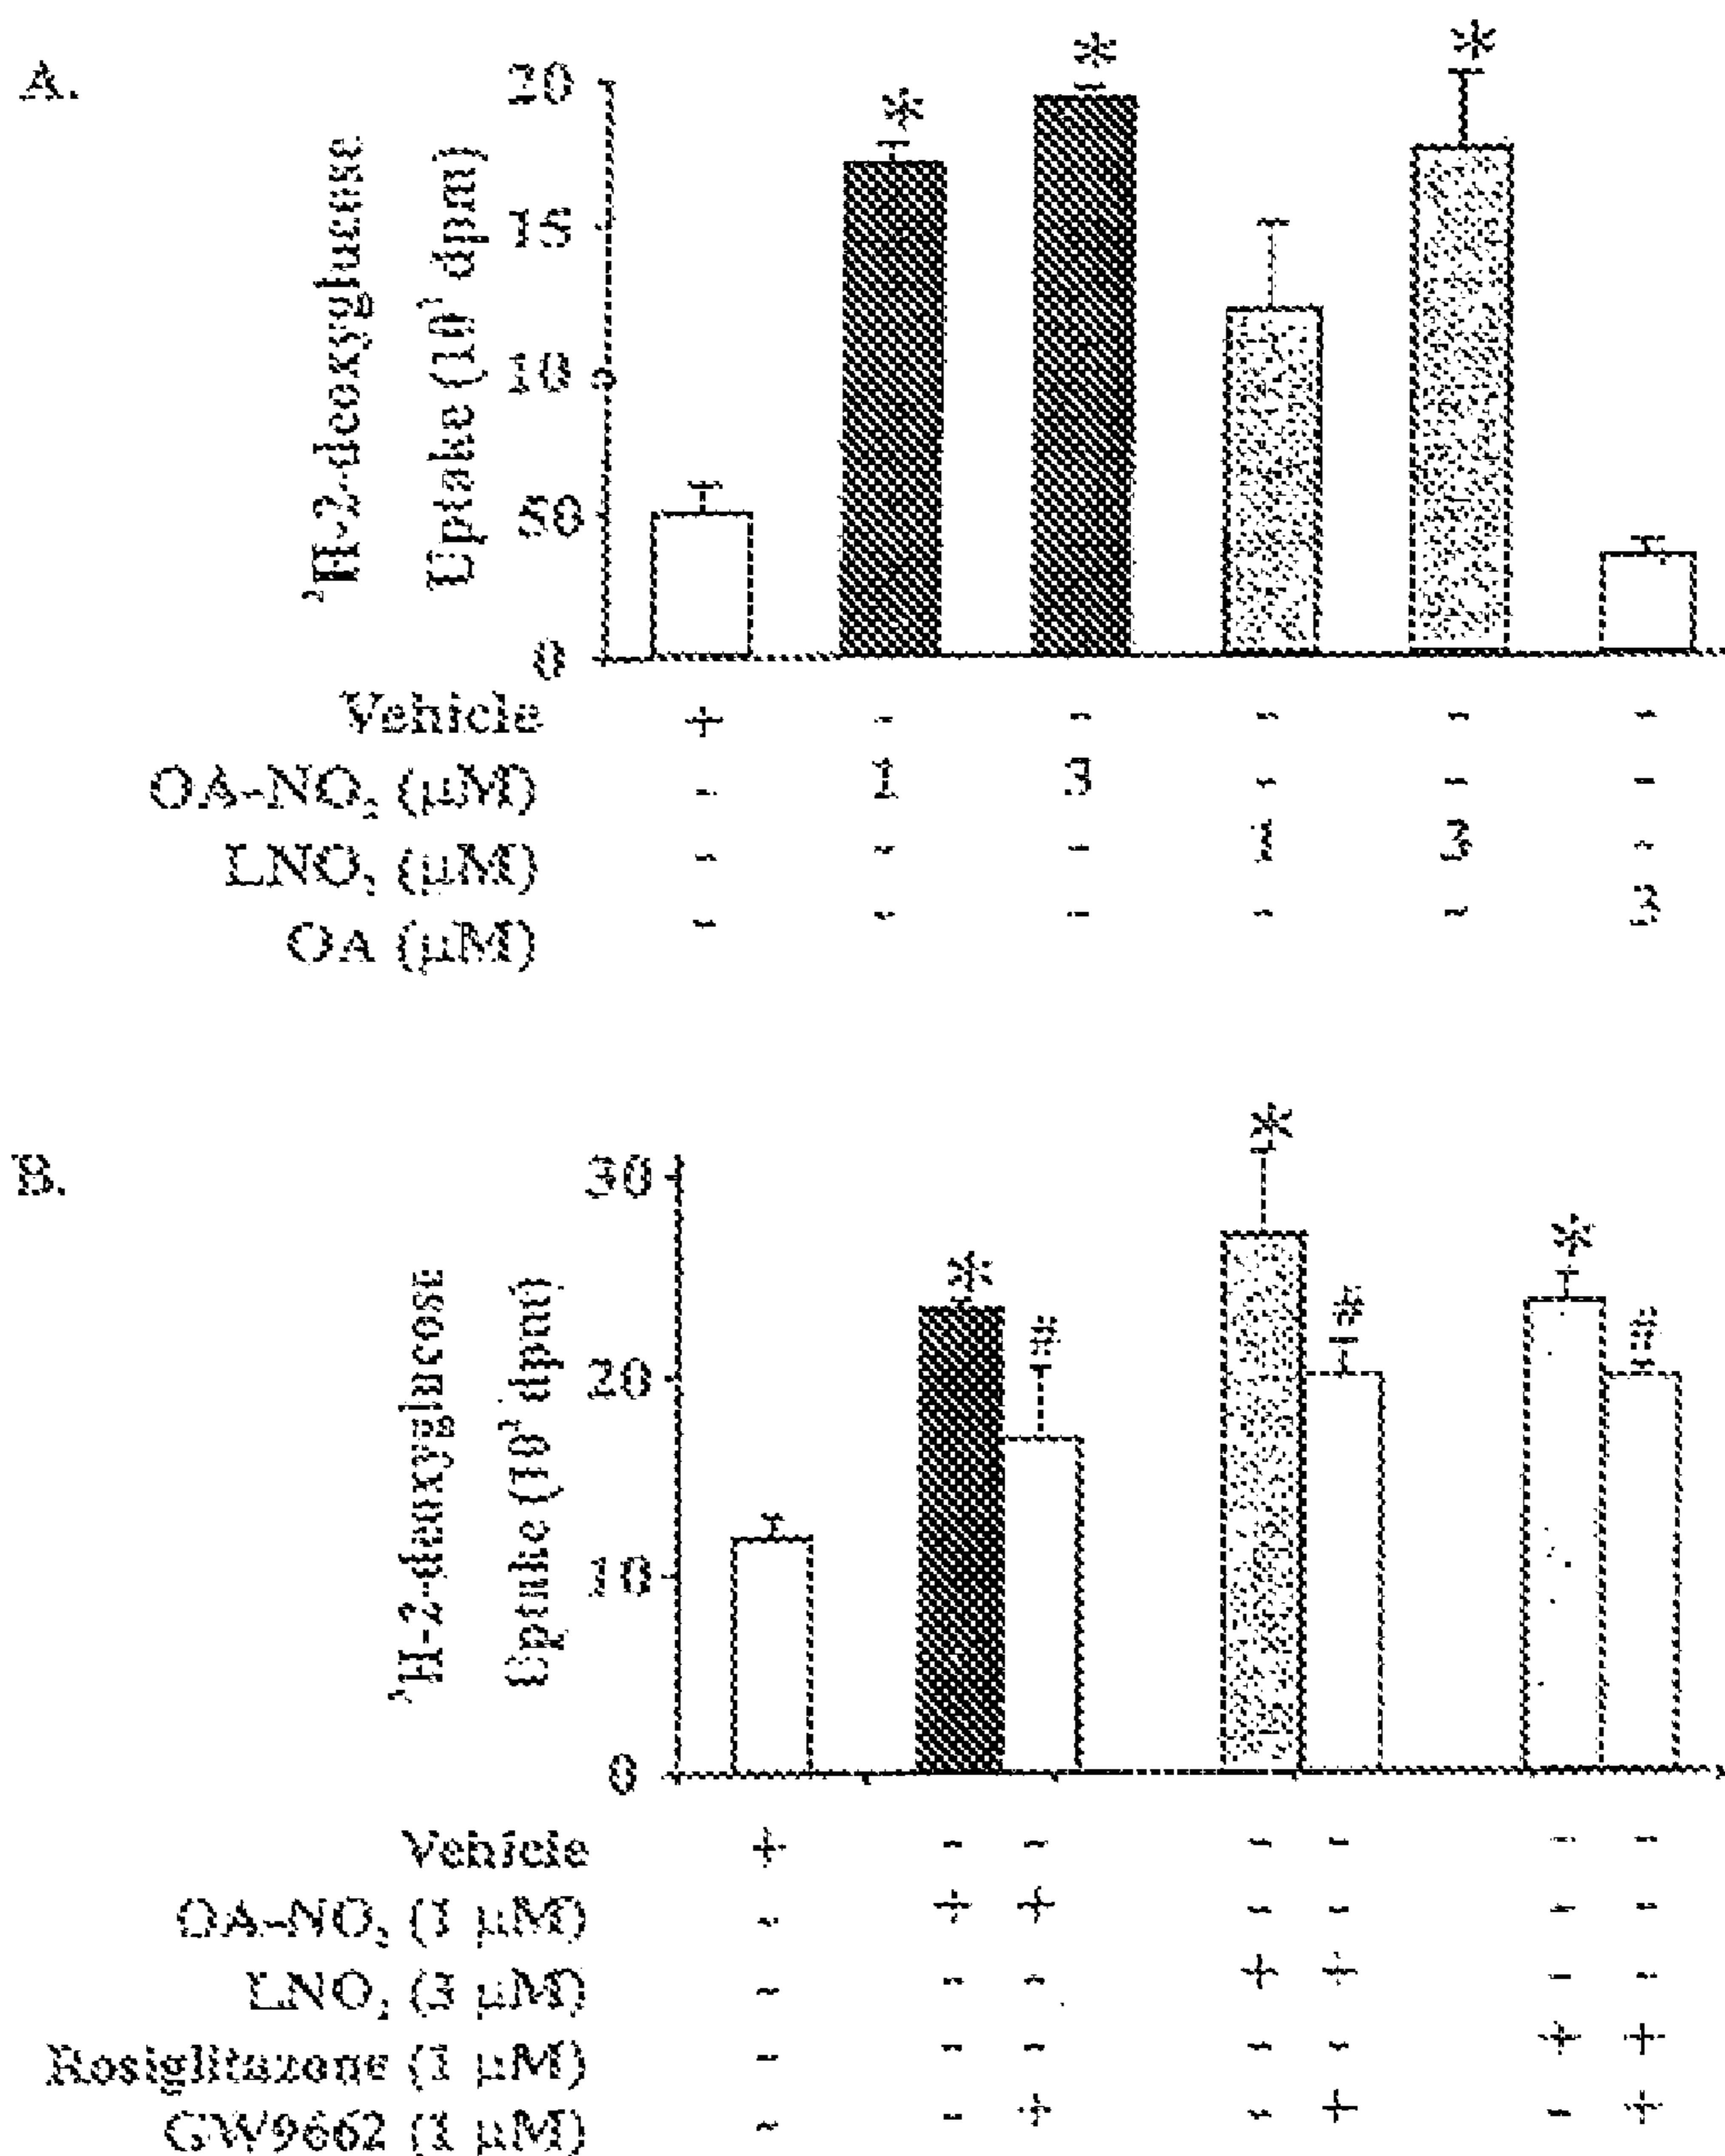 A.
³H-2-deoxyglucose
Uptake (10³ dpm)
20
15
10
50
0
* * *
Vehicle + - - - - -
OA-NO₂ (µM) - 1 3 - - -
LNO₂ (µM) - - - 1 3 -
OA (µM) - - - - - 3
B.
³H-2-deoxyglucose
Uptake (10³ dpm)
30
20
10
0
* # * # * #
Vehicle + - - - - - -
OA-NO₂ (1 µM) - + + - - - -
LNO₂ (3 µM) - - - + + - -
Rosiglitazone (1 µM) - - - - - + +
GW9662 (1 µM) - - + - + - +